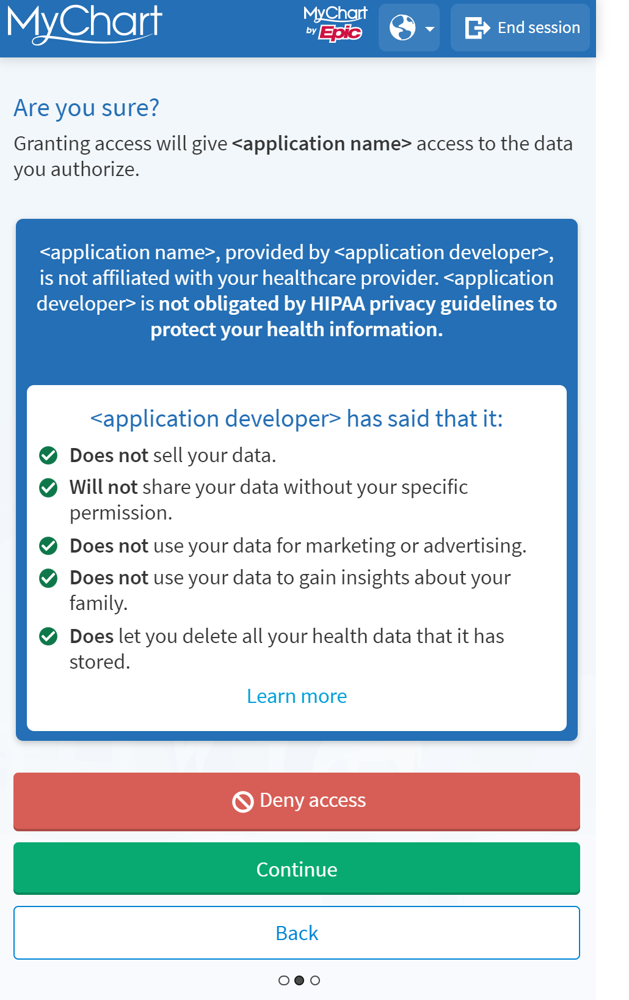 MyChart
MyChart
by Epic
End session
Are you sure?
Granting access will give <application name> access to the data
you authorize.
<application name>, provided by <application developer>,
is not affiliated with your healthcare provider. <application
developer> is not obligated by HIPAA privacy guidelines to
protect your health information.
<application developer> has said that it:
Does not sell your data.
Will not share your data without your specific
permission.
Does not use your data for marketing or advertising.
Does not use your data to gain insights about your
family.
Does let you delete all your health data that it has
stored.
Learn more
Deny access
Continue
Back